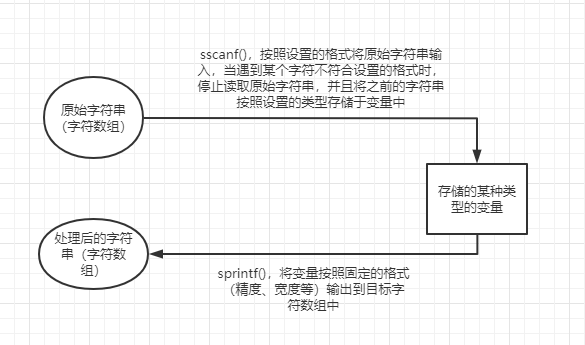 sscanf()，按照设置的格式将原始字符串输
入，当遇到某个字符不符合设置的格式时，
停止读取原始字符串，并且将之前的字符串
按照设置的类型存储于变量中
原始字符串
（字符数组）
存储的某种类
型的变量
处理后的字符
串（字符数
组）
sprintf()，将变量按照固定的格式
（精度、宽度等）输出到目标字
符数组中